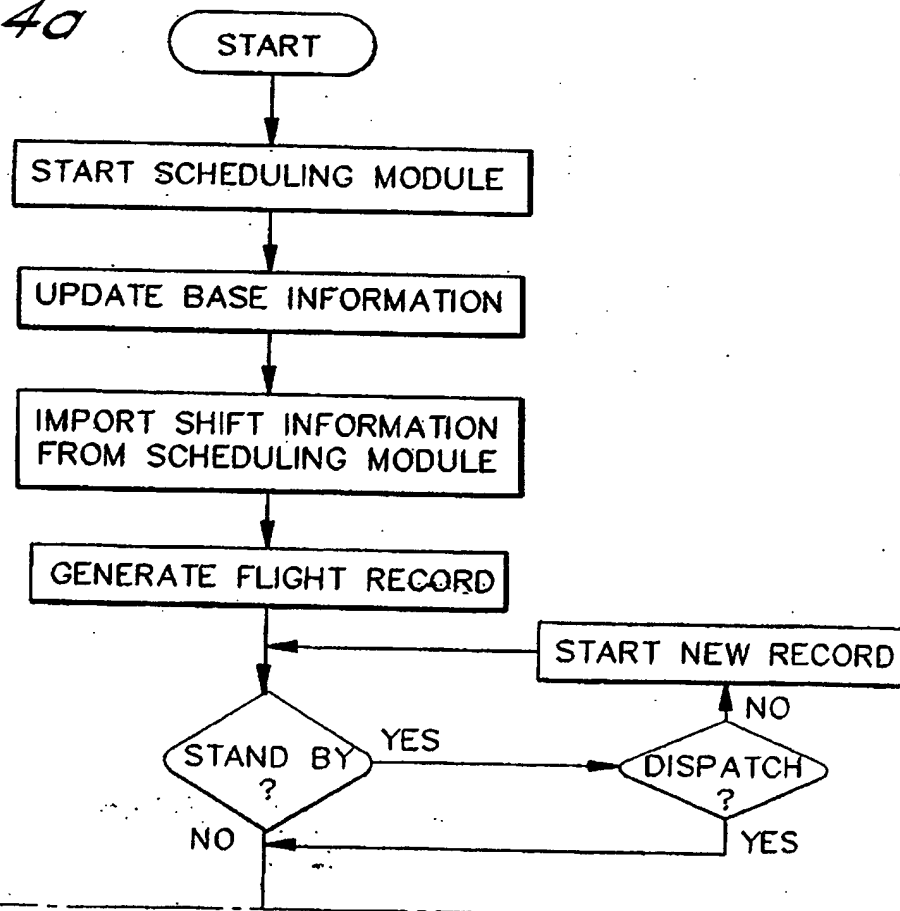 4a
START
START SCHEDULING MODULE
UPDATE BASE INFORMATION
IMPORT SHIFT INFORMATION
FROM SCHEDULING MODULE
GENERATE FLIGHT RECORD
START NEW RECORD
NO
STAND BY
?
YES
DISPATCH
?
NO
YES